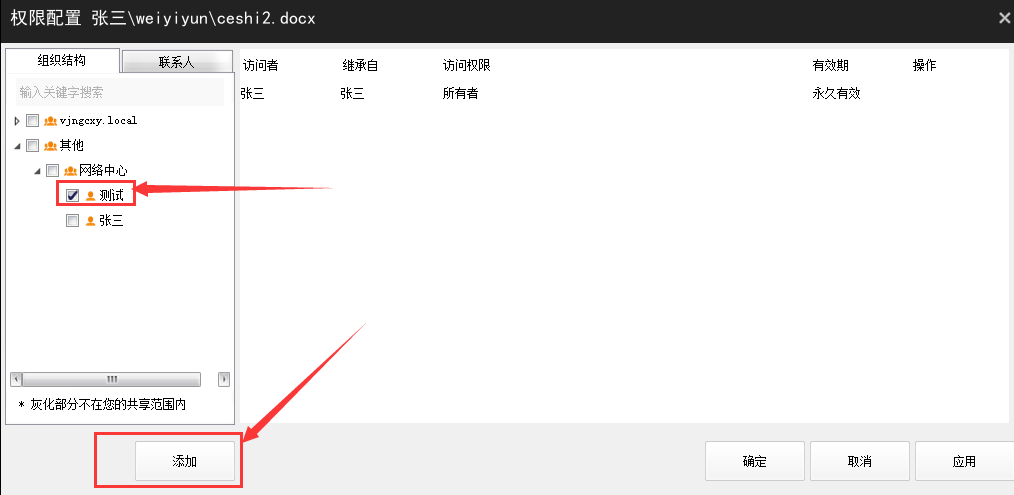 权限配置 张三\weiyiyun\ceshi2.docx
组织结构 联系人
输入关键字搜索
vjngcxy.local
其他
网络中心
测试
张三
* 灰化部分不在您的共享范围内
访问者 继承自 访问权限 有效期 操作
张三 张三 所有者 永久有效
添加 确定 取消 应用